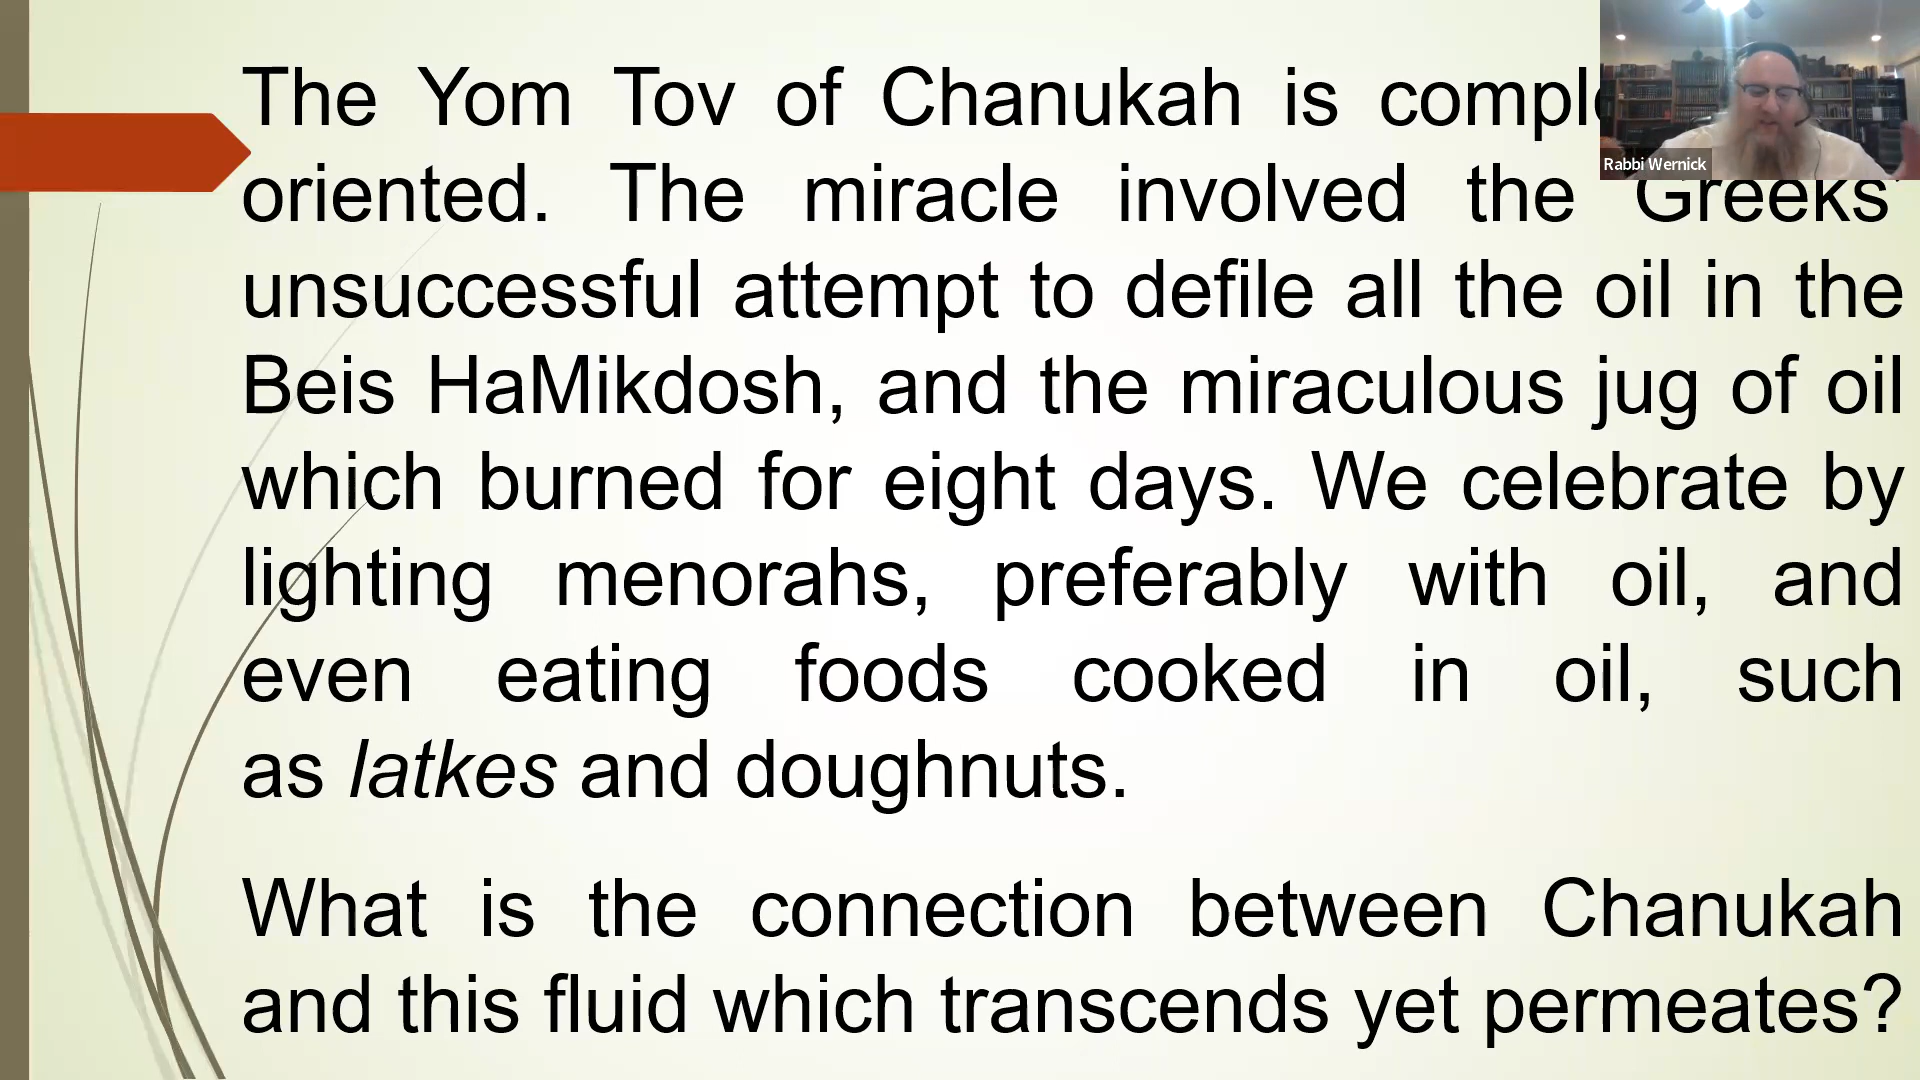 The Yom Tov of Chanukah is
oriented. The miracle involved the Greeks'
unsuccessful attempt to defile all the oil in the
Beis HaMikdosh, and the miraculous jug of oil
which burned for eight days. We celebrate by
lighting menorahs, preferably with oil, and
even eating foods cooked in oil, such
as latkes and doughnuts.
What is the connection between Chanukah
and this fluid which transcends yet permeates?
Rabbi Wernick